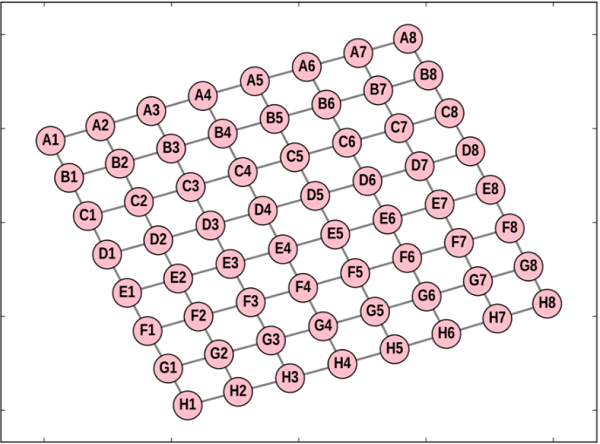 A1 A2 A3 A4 A5 A6 A7 A8
B1 B2 B3 B4 B5 B6 B7 B8
C1 C2 C3 C4 C5 C6 C7 C8
D1 D2 D3 D4 D5 D6 D7 D8
E1 E2 E3 E4 E5 E6 E7 E8
F1 F2 F3 F4 F5 F6 F7 F8
G1 G2 G3 G4 G5 G6 G7 G8
H1 H2 H3 H4 H5 H6 H7 H8